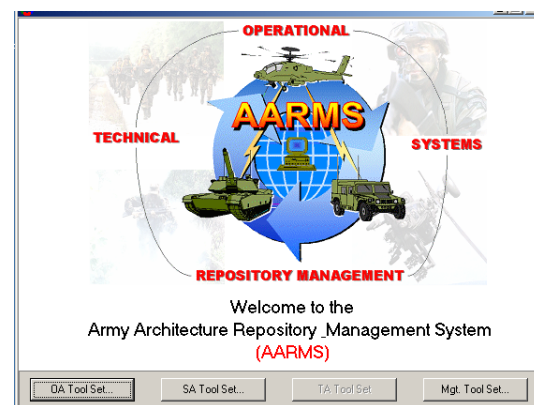 OPERATIONAL
AARMS
TECHNICAL
SYSTEMS
REPOSITORY MANAGEMENT
Welcome to the
Army Architecture Repository _Management System
(AARMS)
OA Tool Set... SA Tool Set... TA Tool Set Mgt. Tool Set...